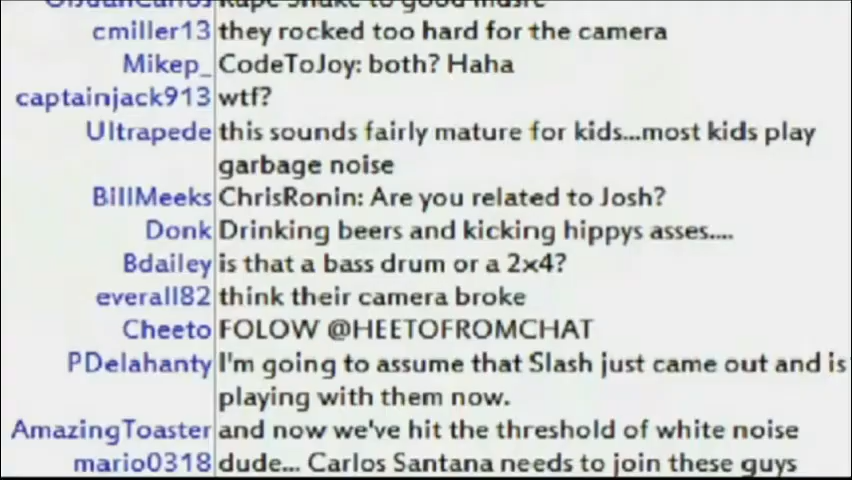 cmiller13 they rocked too hard for the camera
Mikep_ CodeToJoy: both? Haha
captainjack913 wtf?
Ultrapede this sounds fairly mature for kids...most kids play
garbage noise
BillMeeks ChrisRonin: Are you related to Josh?
Donk Drinking beers and kicking hippys asses....
Bdailey is that a bass drum or a 2x4?
everall82 think their camera broke
Cheeto FOLOW @HEETOFROMCHAT
PDelahanty I'm going to assume that Slash just came out and is
playing with them now.
AmazingToaster and now we've hit the threshold of white noise
mario0318 dude... Carlos Santana needs to join these guys